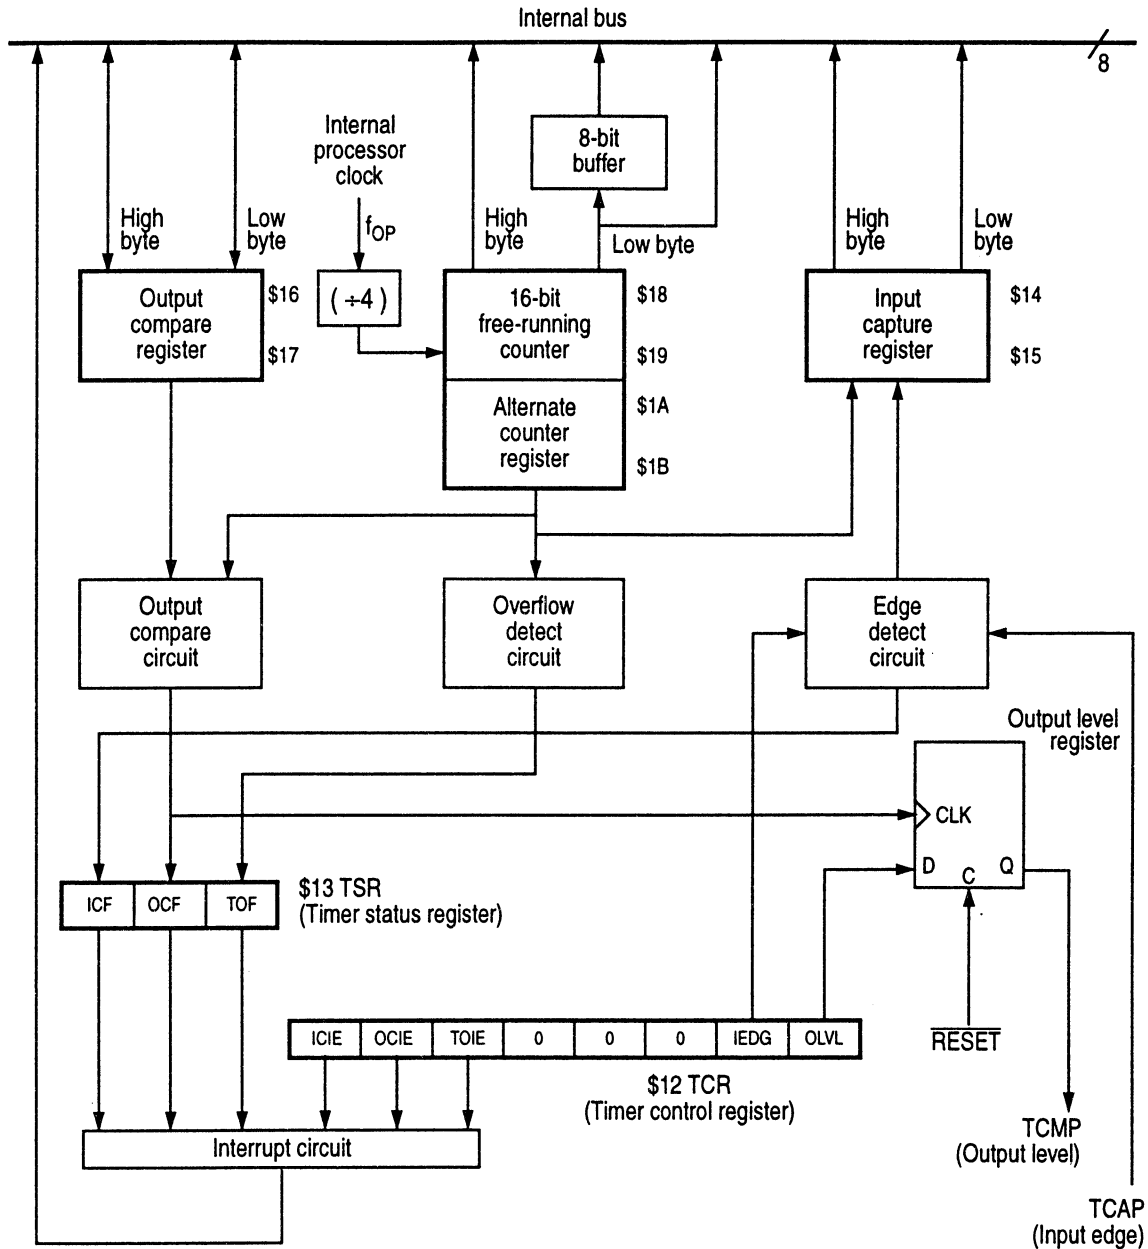 Internal bus
8
Internal
processor
clock
8-bit
buffer
High
byte
Low
byte
fOP
High
byte
Low byte
High
byte
Low
byte
Output
compare
register
$16
$17
(÷4)
16-bit
free-running
counter
$18
$19
Input
capture
register
$14
$15
Alternate
counter
register
$1A
$1B
Output
compare
circuit
Overflow
detect
circuit
Edge
detect
circuit
Output level
register
CLK
D
C
Q
ICF OCF TOF
$13 TSR
(Timer status register)
ICIE OCIE TOIE 0 0 0 IEDG OLVL
RESET
$12 TCR
(Timer control register)
Interrupt circuit
TCMP
(Output level)
TCAP
(Input edge)